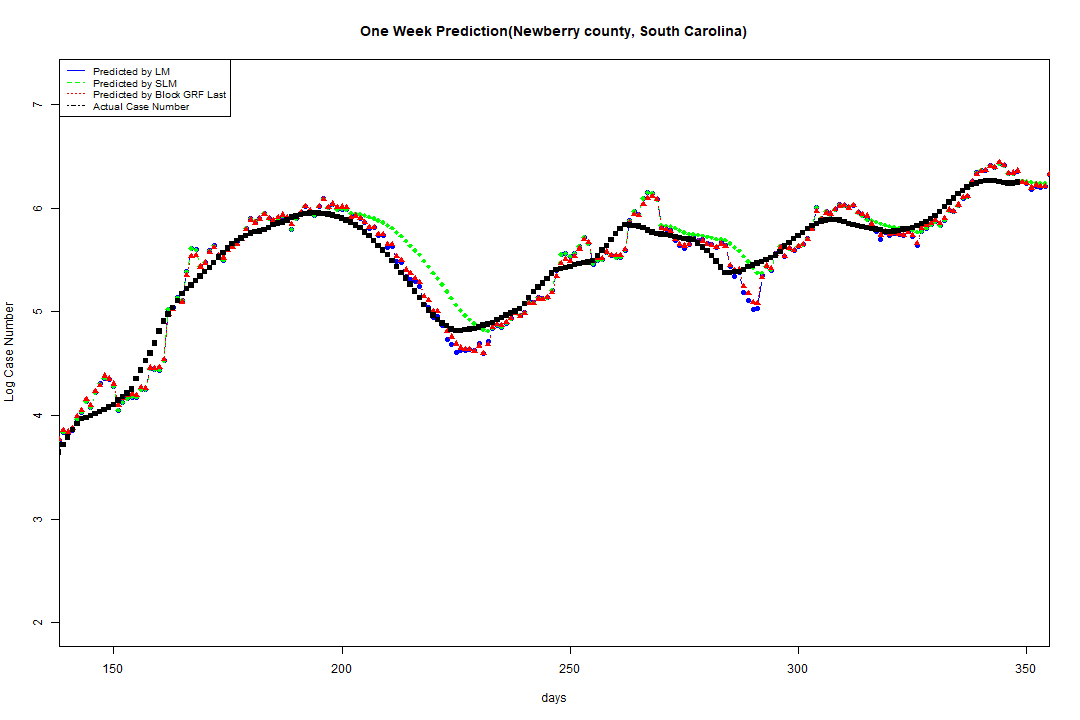 One Week Prediction(Newberry county, South Carolina)
Predicted by LM
Predicted by SLM
Predicted by Block GRF Last
Actual Case Number
7
6
5
4
3
2
Log Case Number
150 200 250 300 350
days